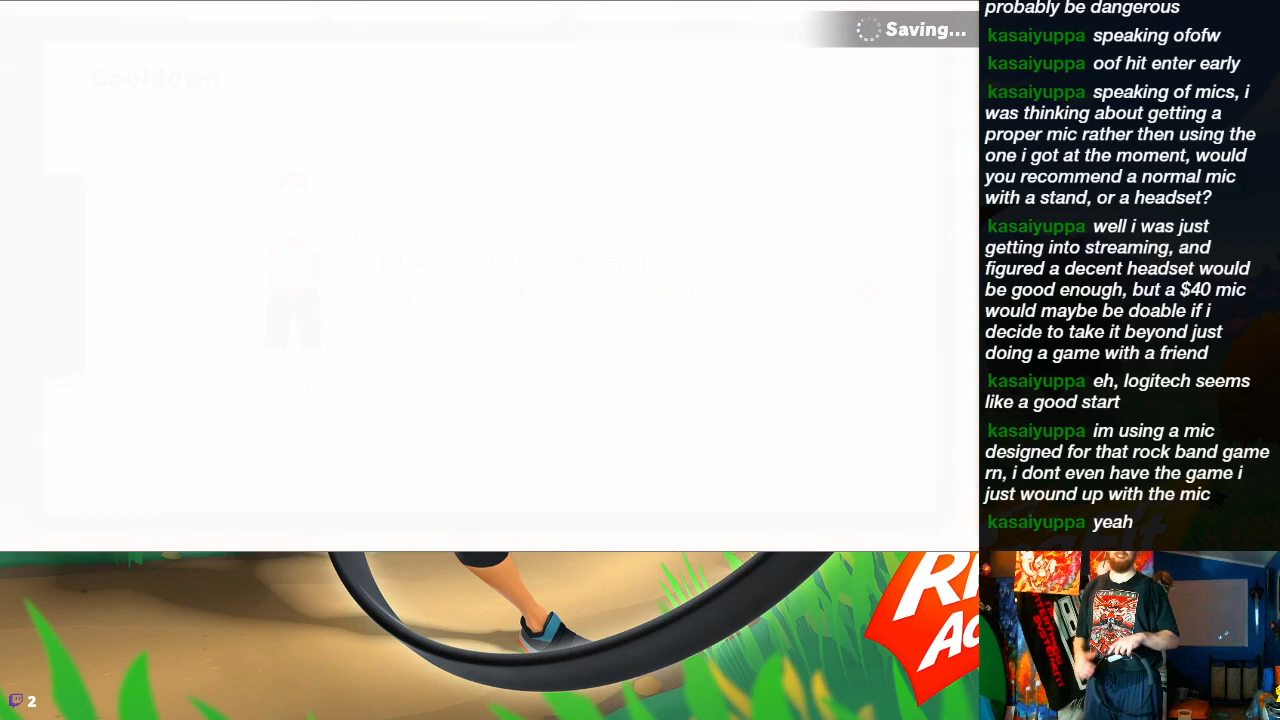 Saving...
Cooldown
probably be dangerous
kasaiyuppa speaking ofofw
kasaiyuppa oof hit enter early
kasaiyuppa speaking of mics, i
was thinking about getting a
proper mic rather then using the
one i got at the moment, would
you recommend a normal mic
with a stand, or a headset?
kasaiyuppa well i was just
getting into streaming, and
figured a decent headset would
be good enough, but a $40 mic
would maybe be doable if i
decide to take it beyond just
doing a game with a friend
kasaiyuppa eh, logitech seems
like a good start
kasaiyuppa im using a mic
designed for that rock band game
rn, i dont even have the game i
just wound up with the mic
kasaiyuppa yeah
2